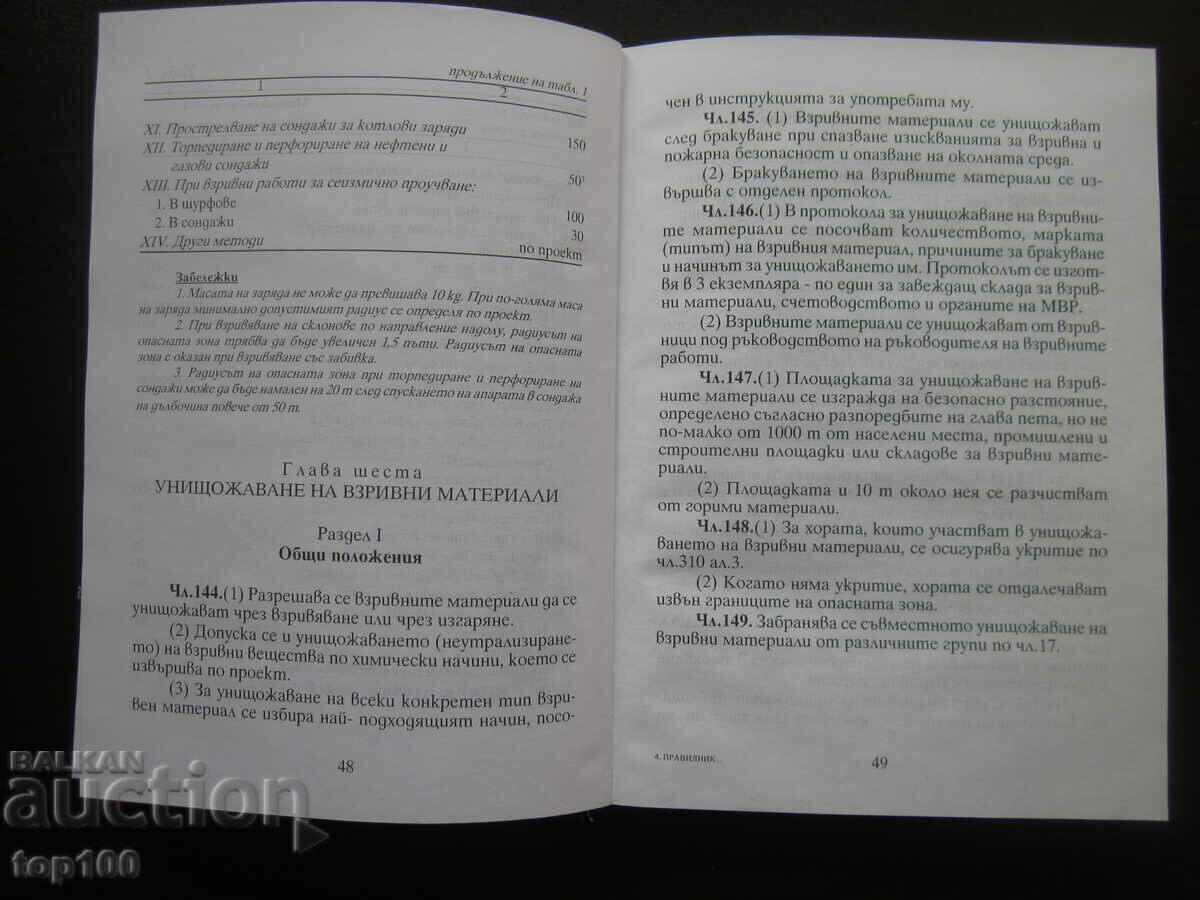 продължение на табл. 1
1 2
XI. Прострелване на сондажи за котлови заряди
150
XII. Торпедиране и перфориране на нефтени и
газови сондажи
50³
XIII. При взривни работи за сеизмично проучване:
1. В шурфове 100
2. В сондажи 30
XIV. Други методи по проект
Забележки
1. Масата на заряда не може да превишава 10 kg. При по-голяма маса
на заряда минимално допустимият радиус се определя по проект.
2. При взривяване на склонове по направление надолу, радиусът на
опасната зона трябва да бъде увеличен 1,5 пъти. Радиусът на опасната
зона е оказан при взривяване със забивка.
3. Радиусът на опасната зона при торпедиране и перфориране на
сондажи може да бъде намален на 20 m след спускането на апарата в сондажа
на дълбочина повече от 50 m.
Глава шеста
УНИЩОЖАВАНЕ НА ВЗРИВНИ МАТЕРИАЛИ
Раздел I
Общи положения
Чл.144.(1) Разрешава се взривните материали да се
унищожават чрез взривяване или чрез изгаряне.
(2) Допуска се и унищожаването (неутрализиране-
то) на взривни вещества по химически начини, което се
извършва по проект.
(3) За унищожаване на всеки конкретен тип взри-
вен материал се избира най- подходящият начин, посо-
48
чен в инструкцията за употребата му.
Чл.145. (1) Взривните материали се унищожават
след бракуване при спазване изискванията за взривна и
пожарна безопасност и опазване на околната среда.
(2) Бракуването на взривните материали се из-
вършва с отделен протокол.
Чл.146.(1) В протокола за унищожаване на взривни-
те материали се посочват количеството, марката
(типът) на взривния материал, причините за бракуване
и начинът за унищожаването им. Протоколът се изгот-
вя в 3 екземпляра - по един за завеждащ склада за взрив-
ни материали, счетоводството и органите на МВР.
(2) Взривните материали се унищожават от взрив-
ници под ръководството на ръководителя на взривните
работи.
Чл.147.(1) Площадката за унищожаване на взрив-
ните материали се изгражда на безопасно разстояние,
определено съгласно разпоредбите на глава пета, но не
по-малко от 1000 m от населени места, промишлени и
строителни площадки или складове за взривни мате-
риали.
(2) Площадката и 10 m около нея се разчистват
от горими материали.
Чл.148.(1) За хората, които участват в унищожа-
ването на взривни материали, се осигурява укритие по
чл.310 ал.3.
(2) Когато няма укритие, хората се отдалечават
извън границите на опасната зона.
Чл.149. Забранява се съвместното унищожаване на
взривни материали от различните групи по чл.17.
4. ПРАВИЛНИК..
49
BALKAN
auction
top100